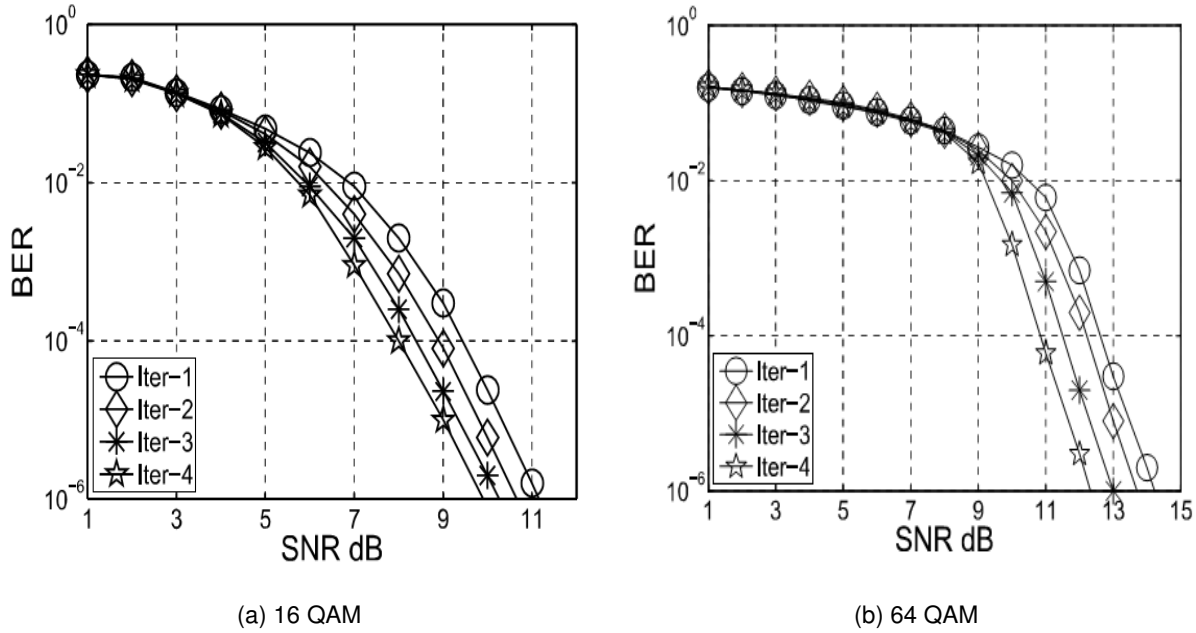 10^0
10^-2
10^-4
10^-6
BER
1 3 5 7 9 11
SNR dB
Iter-1
Iter-2
Iter-3
Iter-4
(a) 16 QAM
10^0
10^-2
10^-4
10^-6
BER
1 3 5 7 9 11 13 15
SNR dB
Iter-1
Iter-2
Iter-3
Iter-4
(b) 64 QAM